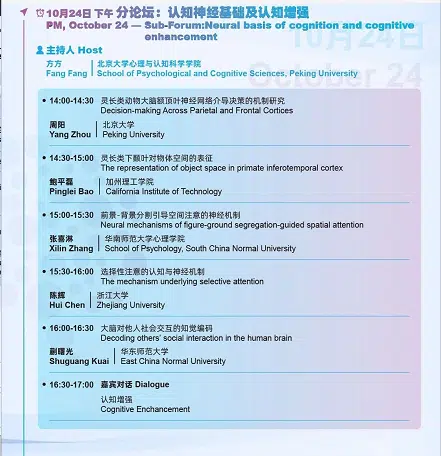 10月24日 下午 分论坛：认知神经基础及认知增强
PM, October 24 — Sub-Forum:Neural basis of cognition and cognitive
enhancement
10月24日
October 24
主持人 Host
方方 | 北京大学心理与认知科学学院
Fang Fang | School of Psychological and Cognitive Sciences, Peking University
14:00-14:30 灵长类动物大脑额顶叶神经网络介导决策的机制研究
Decision-making Across Parietal and Frontal Cortices
周阳 | 北京大学
Yang Zhou | Peking University
14:30-15:00 灵长类下颞叶对物体空间的表征
The representation of object space in primate inferotemporal cortex
鲍平磊 | 加州理工学院
Pinglei Bao | California Institute of Technology
15:00-15:30 前景-背景分割引导空间注意的神经机制
Neural mechanisms of figure-ground segregation-guided spatial attention
张喜淋 | 华南师范大学心理学院
Xilin Zhang | School of Psychology, South China Normal University
15:30-16:00 选择性注意的认知与神经机制
The mechanism underlying selective attention
陈辉 | 浙江大学
Hui Chen | Zhejiang University
16:00-16:30 大脑对他人社会交互的知觉编码
Decoding others' social interaction in the human brain
蒯曙光 | 华东师范大学
Shuguang Kuai | East China Normal University
16:30-17:00 嘉宾对话 Dialogue
认知增强
Cognitive Enchancement